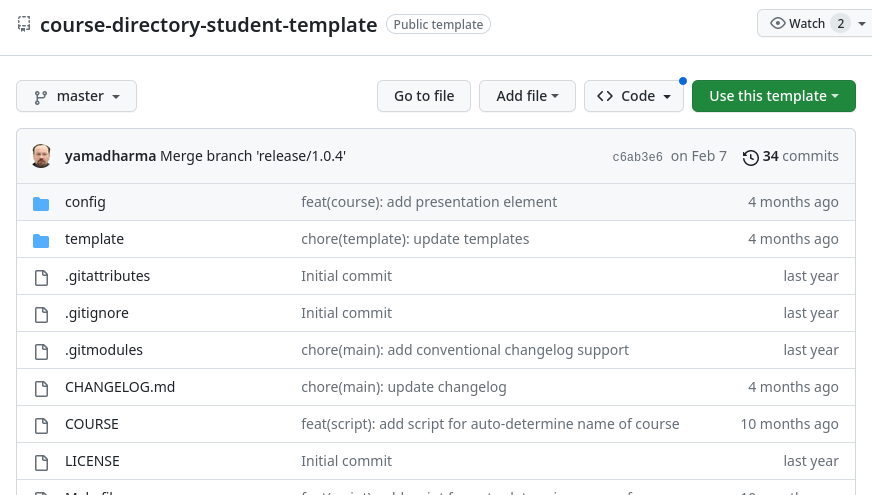 course-directory-student-template Public template Watch 2
master Go to file Add file Code Use this template
yamadharma Merge branch 'release/1.0.4' c6ab3e6 on Feb 7 34 commits
config feat(course): add presentation element 4 months ago
template chore(template): update templates 4 months ago
.gitattributes Initial commit last year
.gitignore Initial commit last year
.gitmodules chore(main): add conventional changelog support last year
CHANGELOG.md chore(main): update changelog 4 months ago
COURSE feat(script): add script for auto-determine name of course 10 months ago
LICENSE Initial commit last year